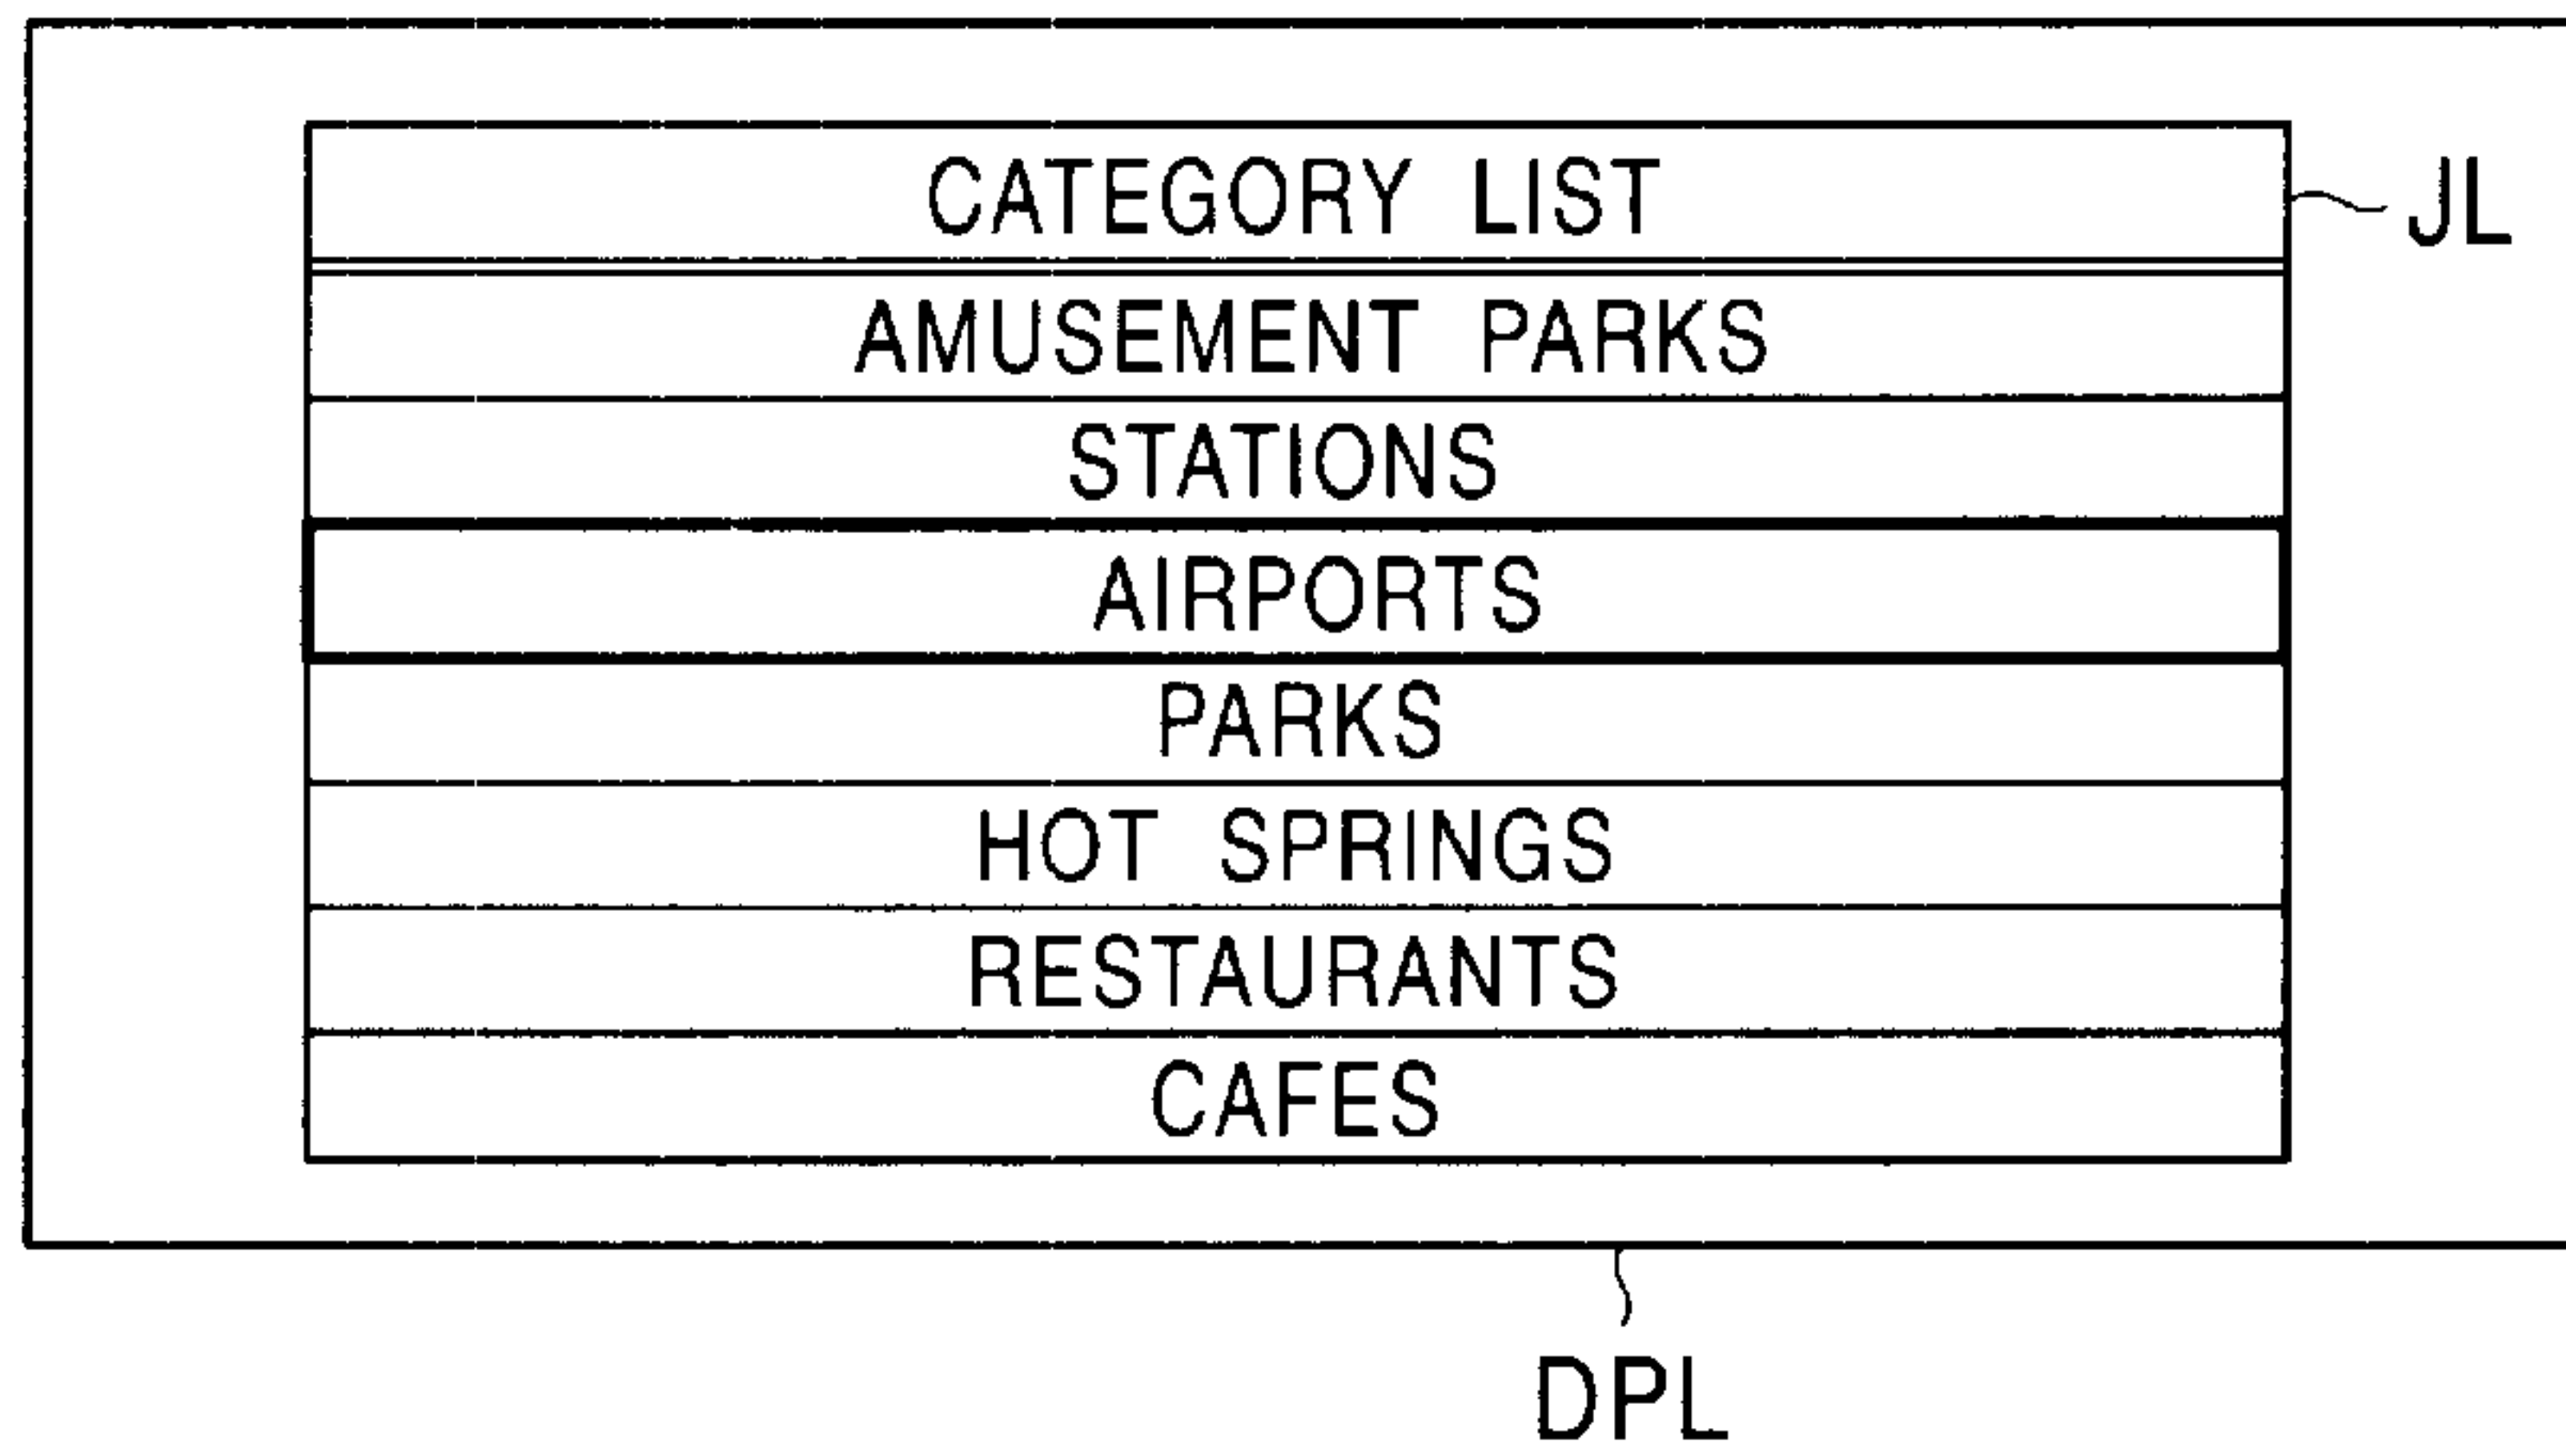 CATEGORY LIST
JL
AMUSEMENT PARKS
STATIONS
AIRPORTS
PARKS
HOT SPRINGS
RESTAURANTS
CAFES
DPL